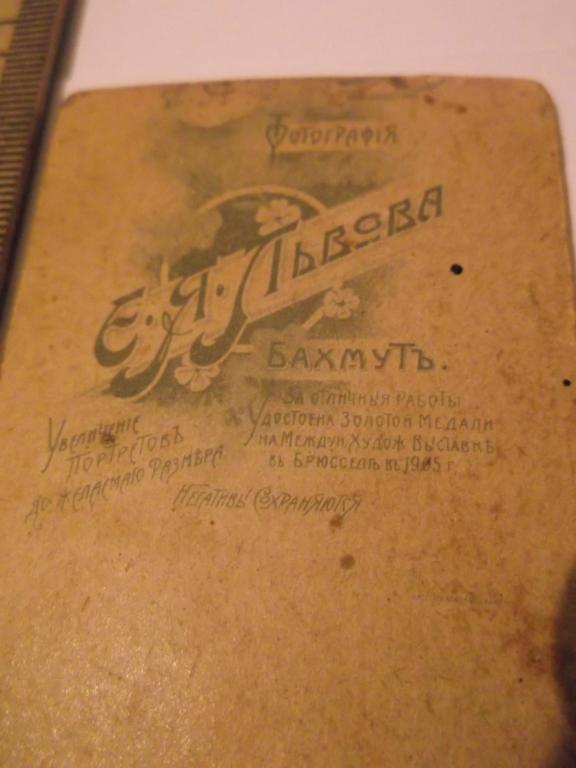 Фотографія
Е. А. Львова
Бахмутъ.
За отличныя работы
Удостоена Золотой Медали
на Междун. Худож. Выставкѣ
въ Брюсселѣ въ 1905 г.
Увеличеніе
Портретовъ
до желаемаго размѣра
Негативы сохраняются